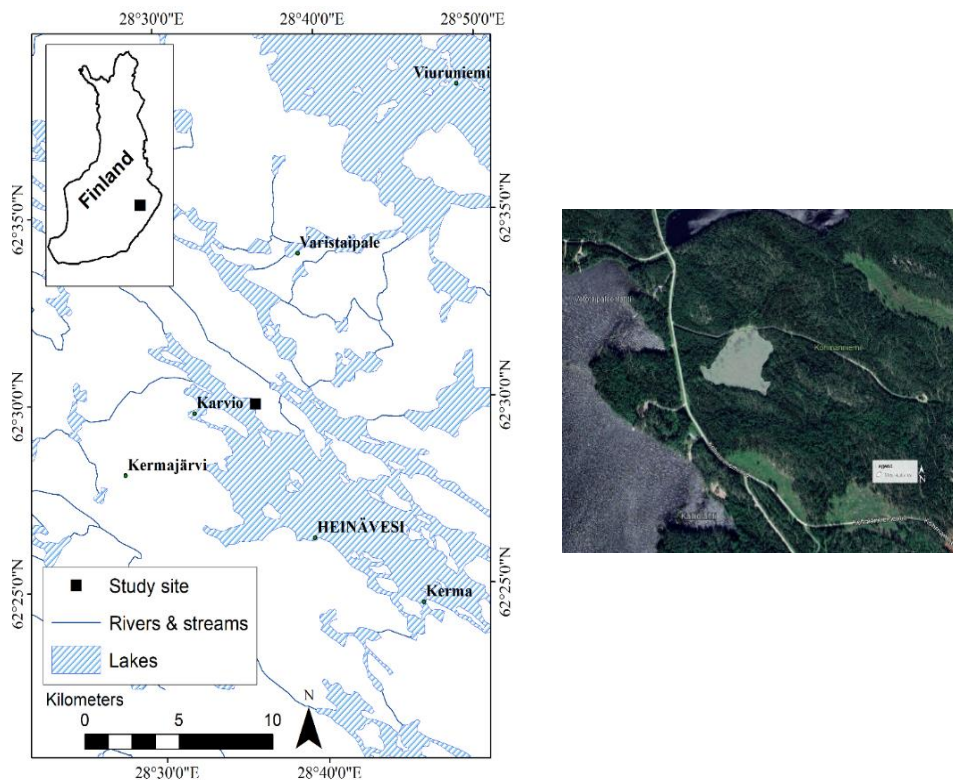 28°30'0"E 28°40'0"E 28°50'0"E
Viuruniemi
Finland
62°35'0"N
62°35'0"N
Varistaipale
62°30'0"N
62°30'0"N
Karvio
Kermajärvi
HEINÄVESI
Kerma
62°25'0"N
62°25'0"N
Study site
Rivers & streams
Lakes
Kilometers
0 5 10
N
28°30'0"E 28°40'0"E
N